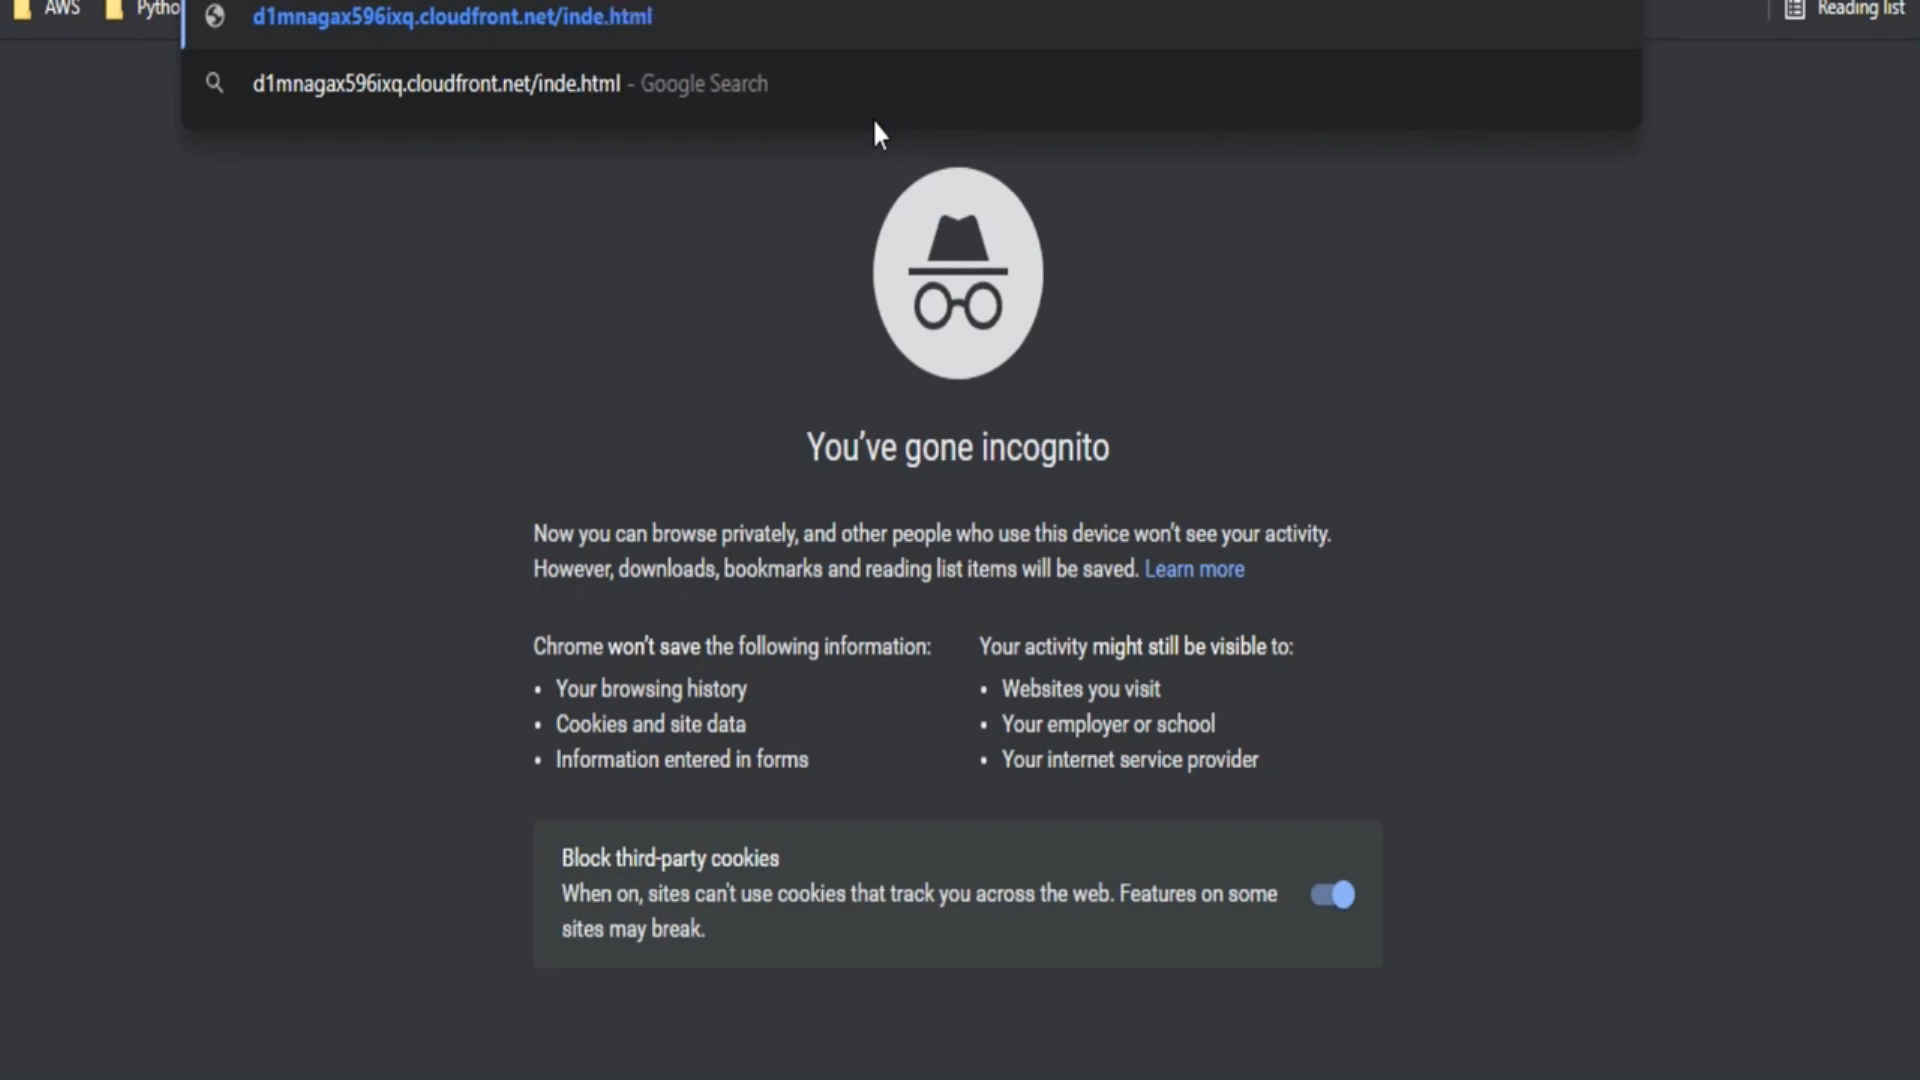 AWS Pytho Reading list
d1mnagax596ixq.cloudfront.net/inde.html
d1mnagax596ixq.cloudfront.net/inde.html - Google Search
You've gone incognito
Now you can browse privately, and other people who use this device won't see your activity.
However, downloads, bookmarks and reading list items will be saved. Learn more
Chrome won't save the following information:
• Your browsing history
• Cookies and site data
• Information entered in forms
Your activity might still be visible to:
• Websites you visit
• Your employer or school
• Your internet service provider
Block third-party cookies
When on, sites can't use cookies that track you across the web. Features on some
sites may break.